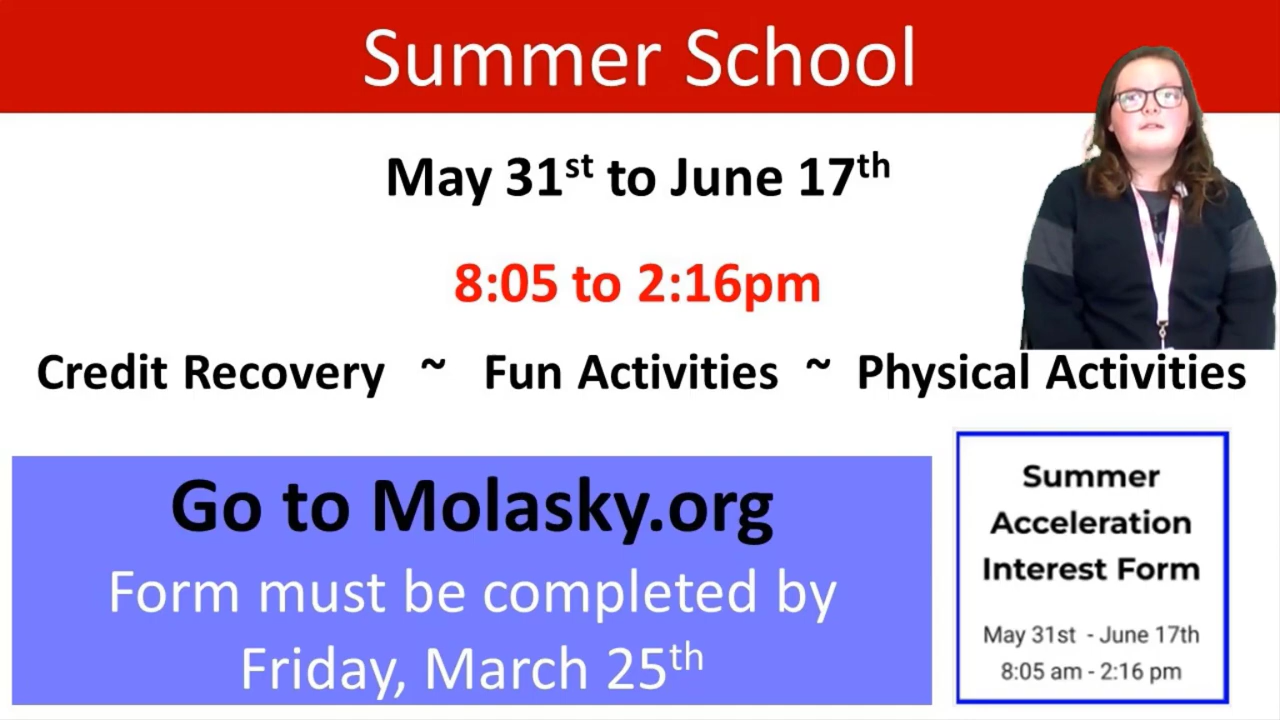 Summer School
May 31st to June 17th
8:05 to 2:16pm
Credit Recovery ~ Fun Activities ~ Physical Activities
Go to Molasky.org
Form must be completed by
Friday, March 25th
Summer
Acceleration
Interest Form
May 31st - June 17th
8:05 am - 2:16 pm